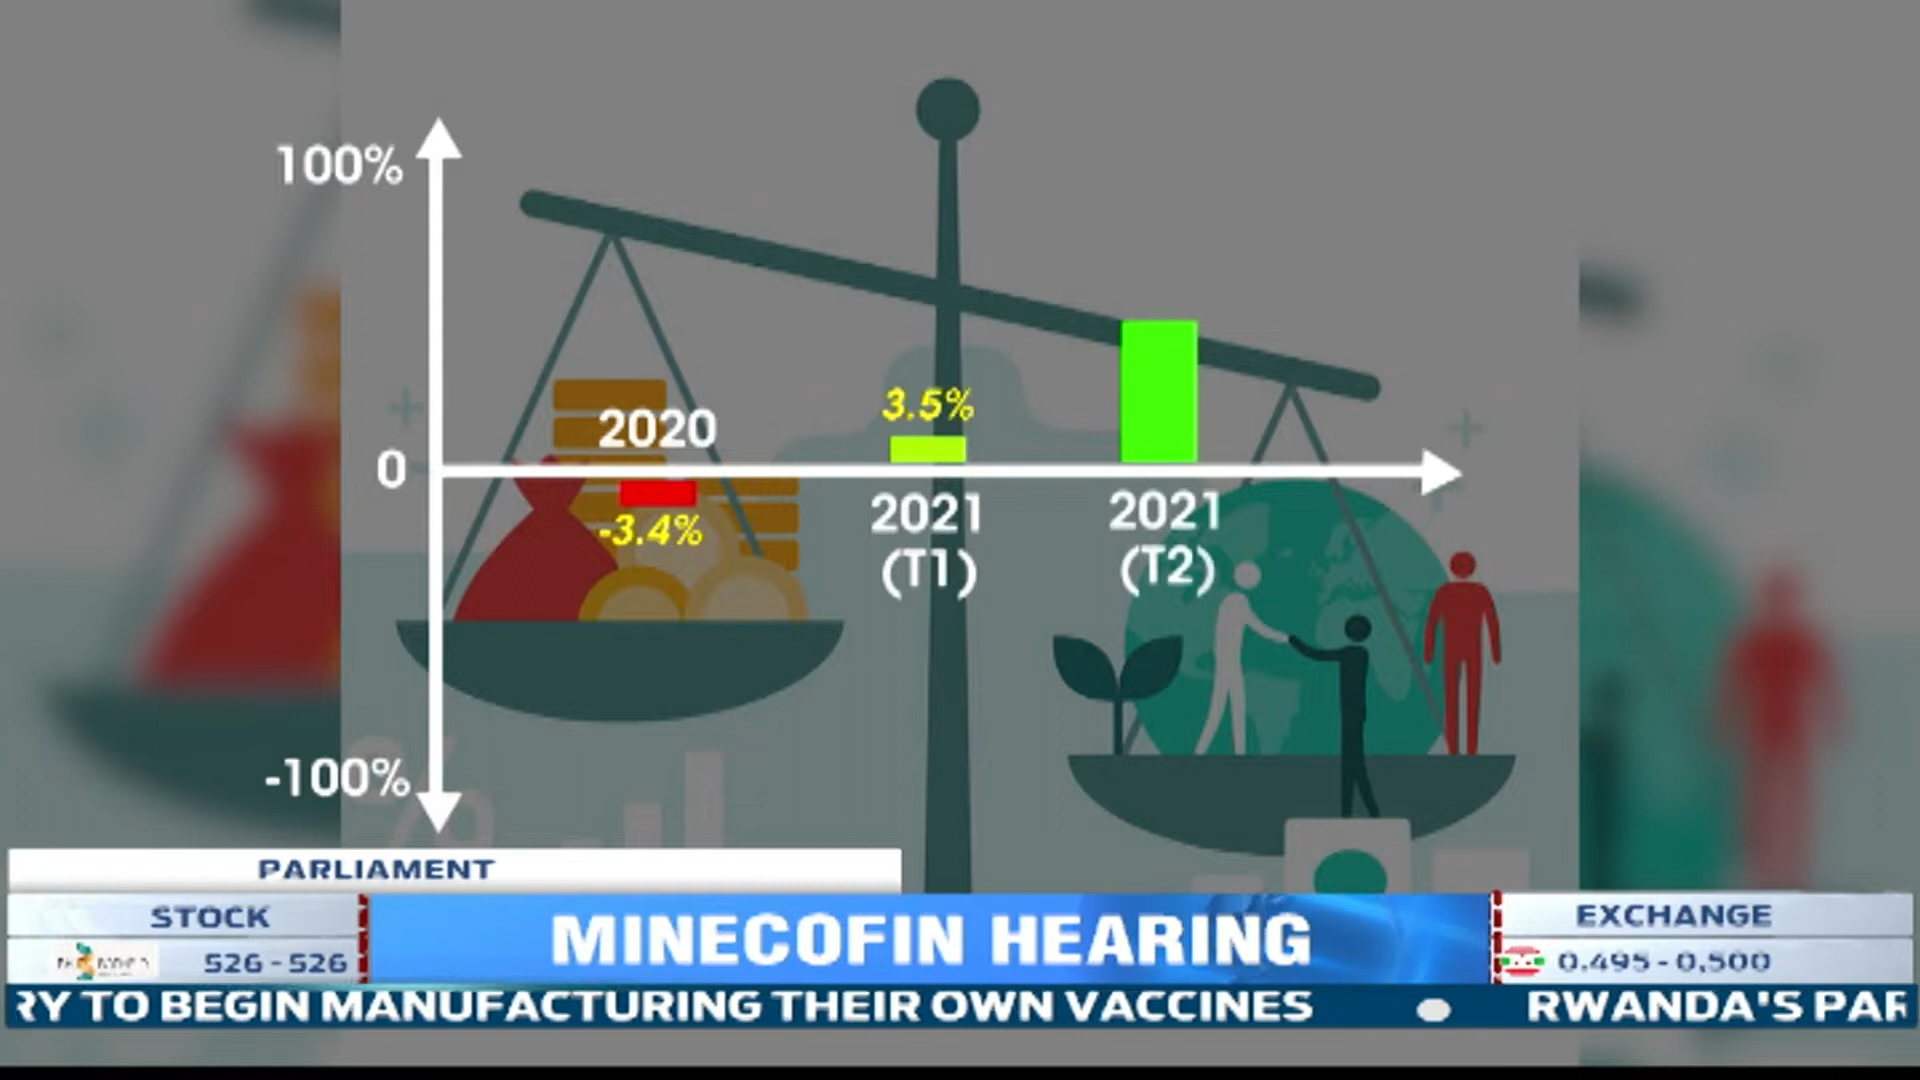 100%
2020
3.5%
0
-3.4%
2021
(T1)
2021
(T2)
-100%
PARLIAMENT
STOCK
526 - 526
MINECOFIN HEARING
EXCHANGE
0.495 - 0.500
RY TO BEGIN MANUFACTURING THEIR OWN VACCINES
RWANDA'S PAR